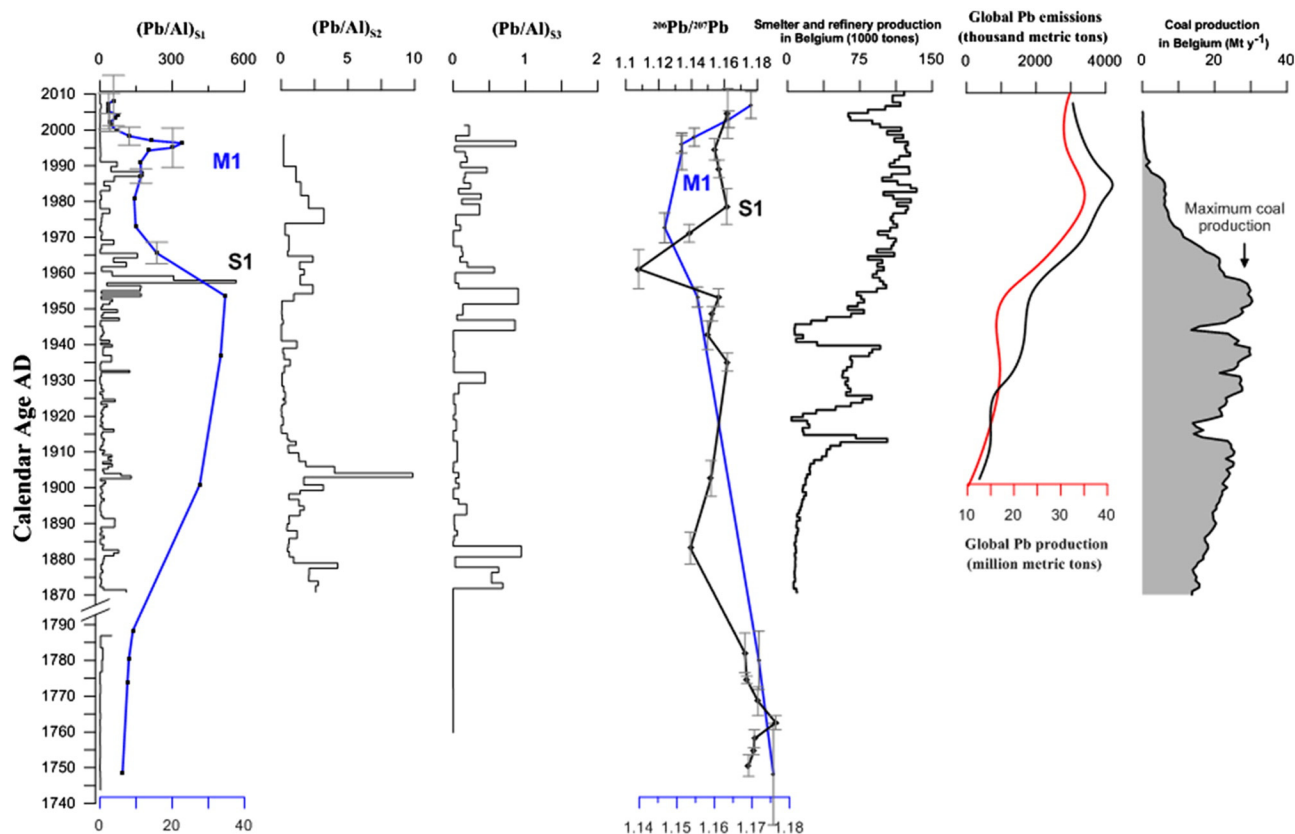 (Pb/Al)S1
(Pb/Al)S2
(Pb/Al)S3
²⁰⁶Pb/²⁰⁷Pb
Smelter and refinery production
in Belgium (1000 tones)
Global Pb emissions
(thousand metric tons)
Coal production
in Belgium (Mt y⁻¹)
0 300 600
0 5 10
0 1 2
1.1 1.12 1.14 1.16 1.18
0 75 150
0 2000 4000
0 20 40
2010
2000
1990
1980
1970
1960
1950
1940
1930
1920
1910
1900
1890
1880
1870
1790
1780
1770
1760
1750
1740
Calendar Age AD
M1
S1
M1
S1
Maximum coal
production
10 20 30 40
Global Pb production
(million metric tons)
0 20 40
1.14 1.15 1.16 1.17 1.18